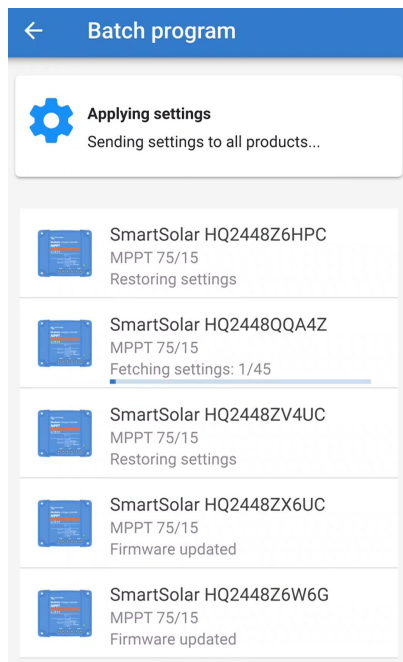 Batch program
Applying settings
Sending settings to all products...
SmartSolar HQ2448Z6HPC
MPPT 75/15
Restoring settings
SmartSolar HQ2448QQA4Z
MPPT 75/15
Fetching settings: 1/45
SmartSolar HQ2448ZV4UC
MPPT 75/15
Restoring settings
SmartSolar HQ2448ZX6UC
MPPT 75/15
Firmware updated
SmartSolar HQ2448Z6W6G
MPPT 75/15
Firmware updated